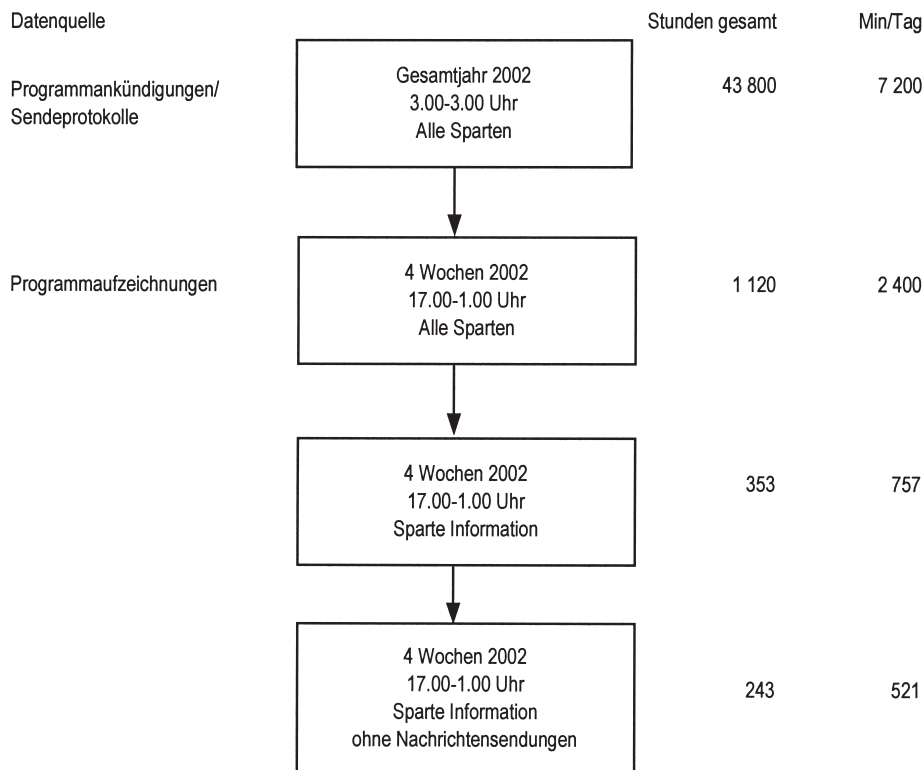 Datenquelle Stunden gesamt Min/Tag
Programmankündigungen/
Sendeprotokolle
Gesamtjahr 2002
3.00-3.00 Uhr
Alle Sparten
43 800 7 200
Programmaufzeichnungen
4 Wochen 2002
17.00-1.00 Uhr
Alle Sparten
1 120 2 400
4 Wochen 2002
17.00-1.00 Uhr
Sparte Information
353 757
4 Wochen 2002
17.00-1.00 Uhr
Sparte Information
ohne Nachrichtensendungen
243 521